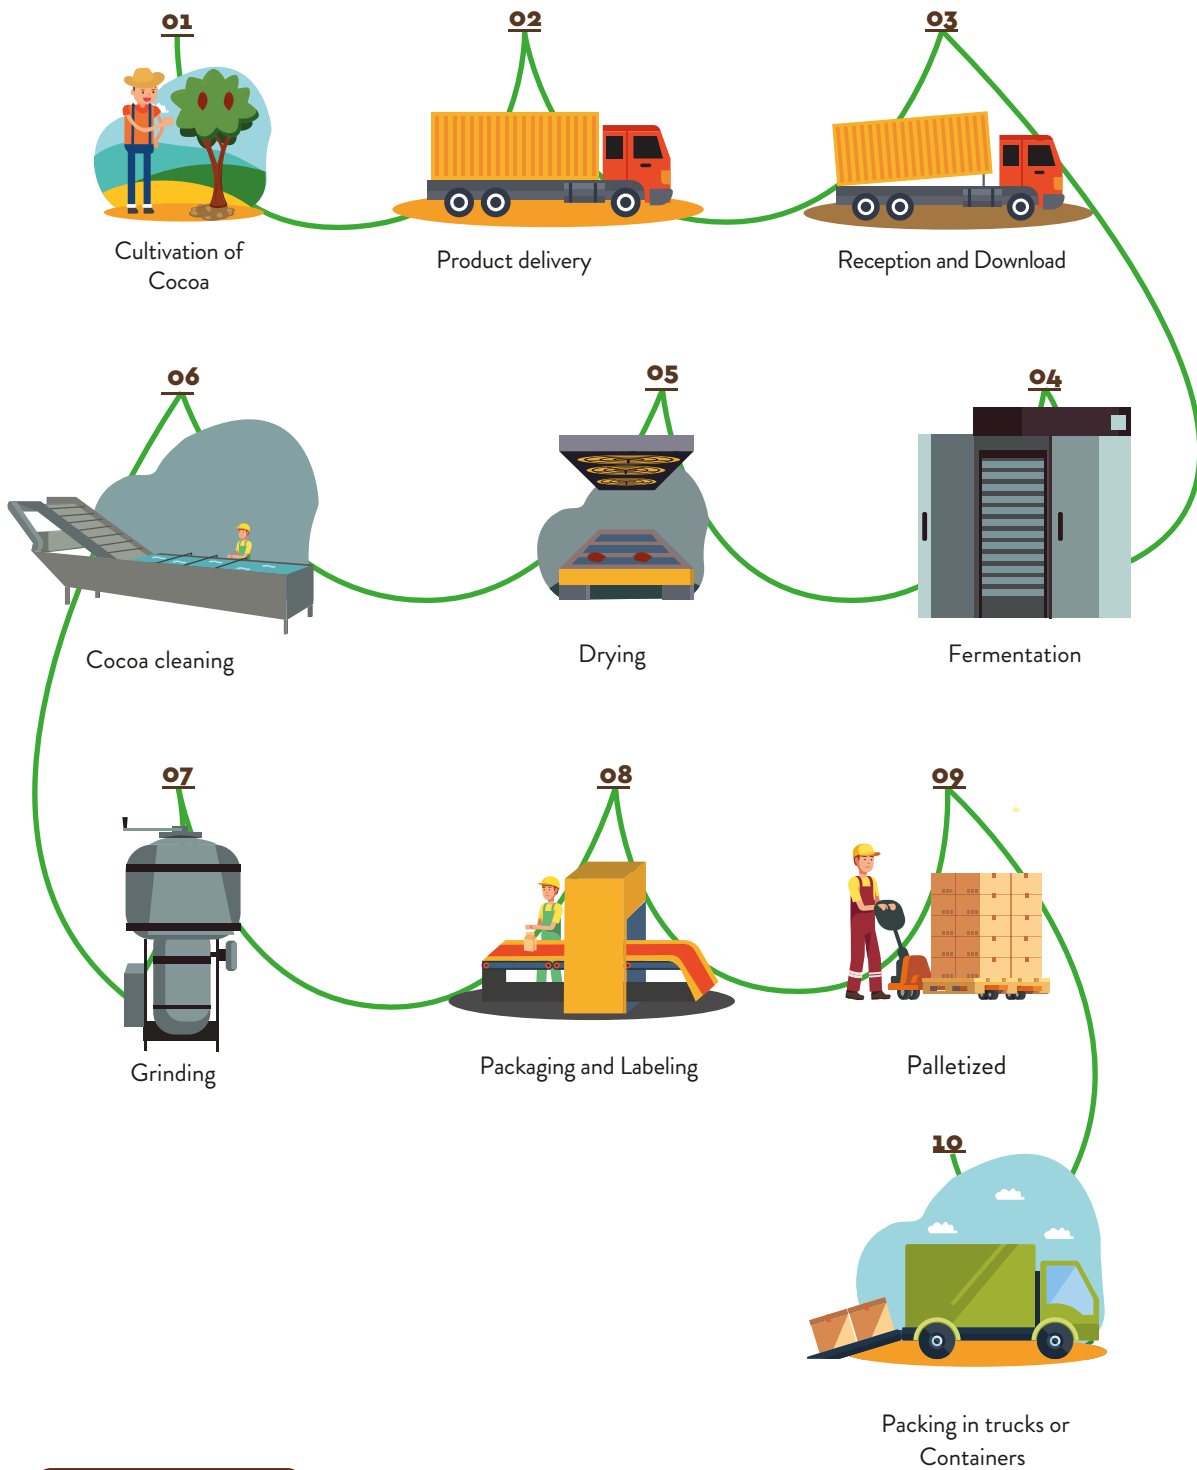 01
Cultivation of
Cocoa
02
Product delivery
03
Reception and Download
04
Fermentation
05
Drying
06
Cocoa cleaning
07
Grinding
08
Packaging and Labeling
09
Palletized
10
Packing in trucks or
Containers